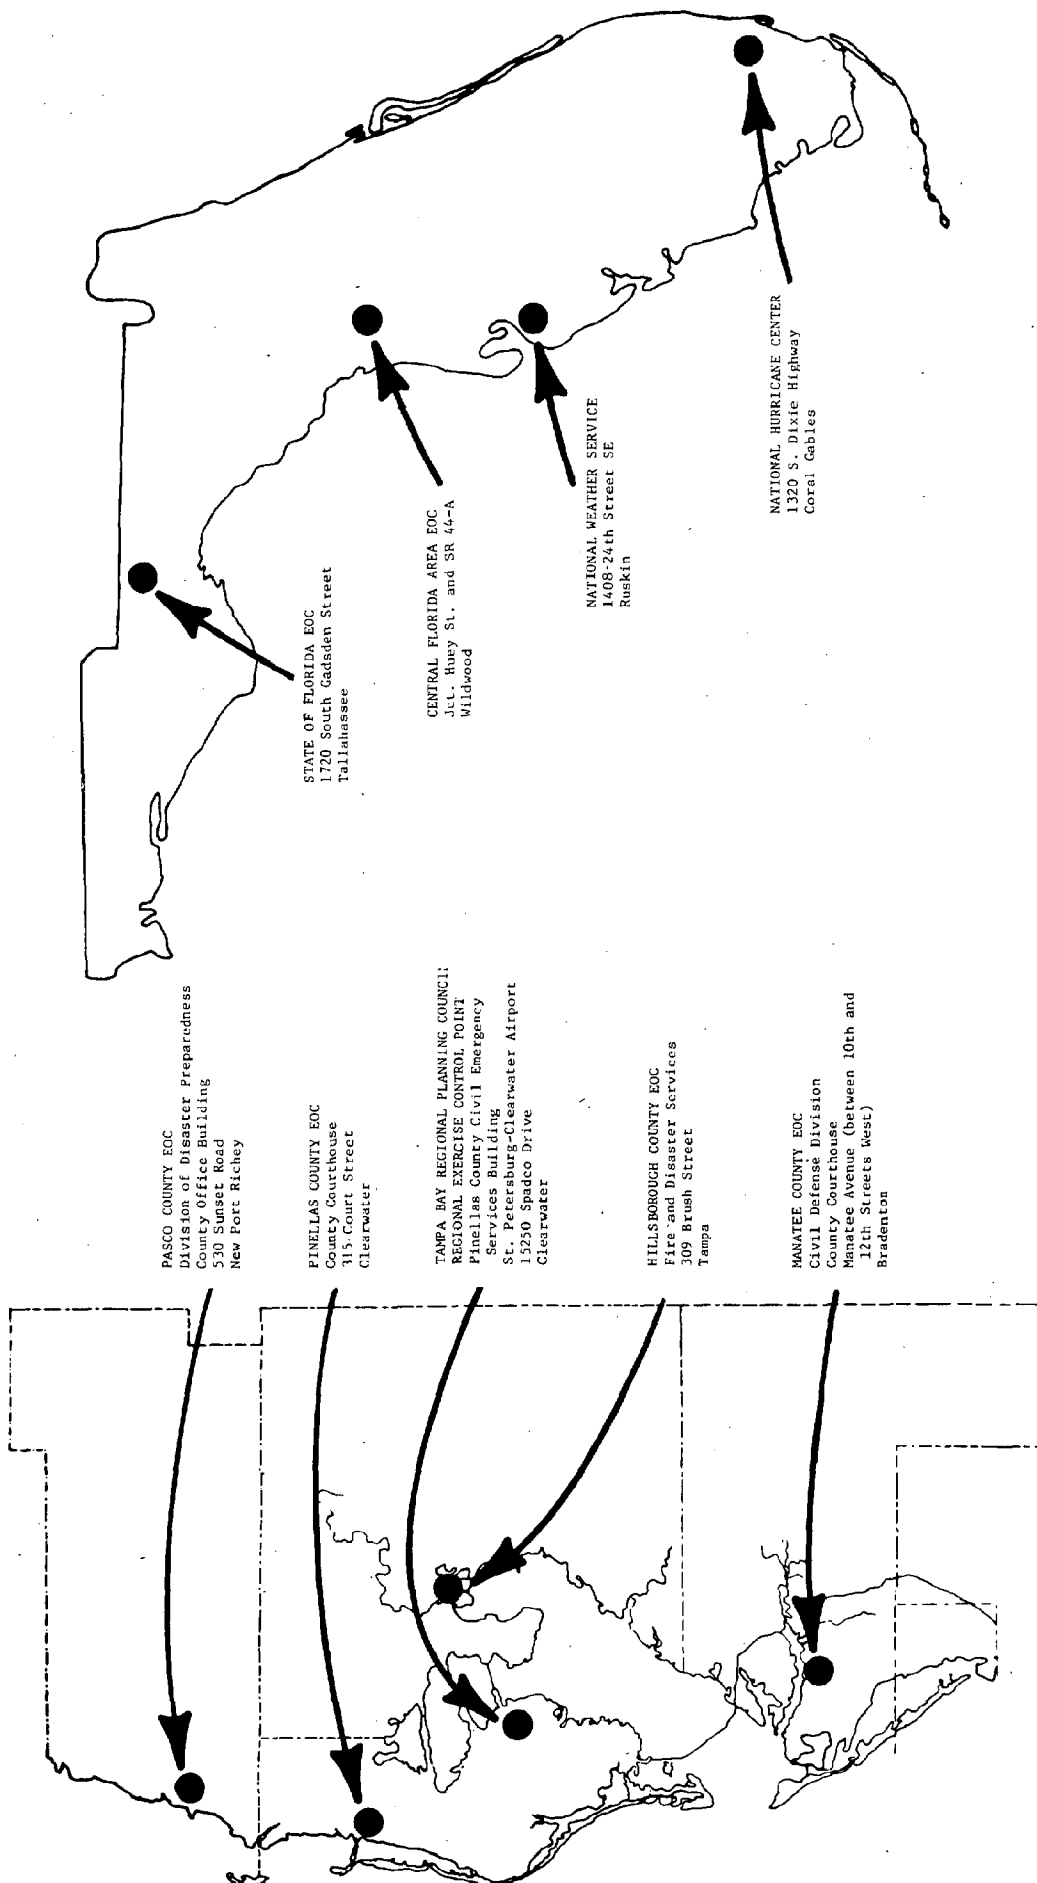 PASCO COUNTY EOC
Division of Disaster Preparedness
County Office Building
530 Sunset Road
New Port Richey
PINELLAS COUNTY EOC
County Courthouse
315 Court Street
Clearwater
TAMPA BAY REGIONAL PLANNING COUNCIL
REGIONAL EXERCISE CONTROL POINT
Pinellas County Civil Emergency
Services Building
St. Petersburg-Clearwater Airport
15250 Spadco Drive
Clearwater
HILLSBOROUGH COUNTY EOC
Fire and Disaster Services
309 Brush Street
Tampa
MANATEE COUNTY EOC
Civil Defense Division
County Courthouse
Manatee Avenue (between 10th and
12th Streets West)
Bradenton
STATE OF FLORIDA EOC
1720 South Gadsden Street
Tallahassee
CENTRAL FLORIDA AREA EOC
Jct. Huey St. and SR 44-A
Wildwood
NATIONAL WEATHER SERVICE
1408-24th Street SE
Ruskin
NATIONAL HURRICANE CENTER
1320 S. Dixie Highway
Coral Gables